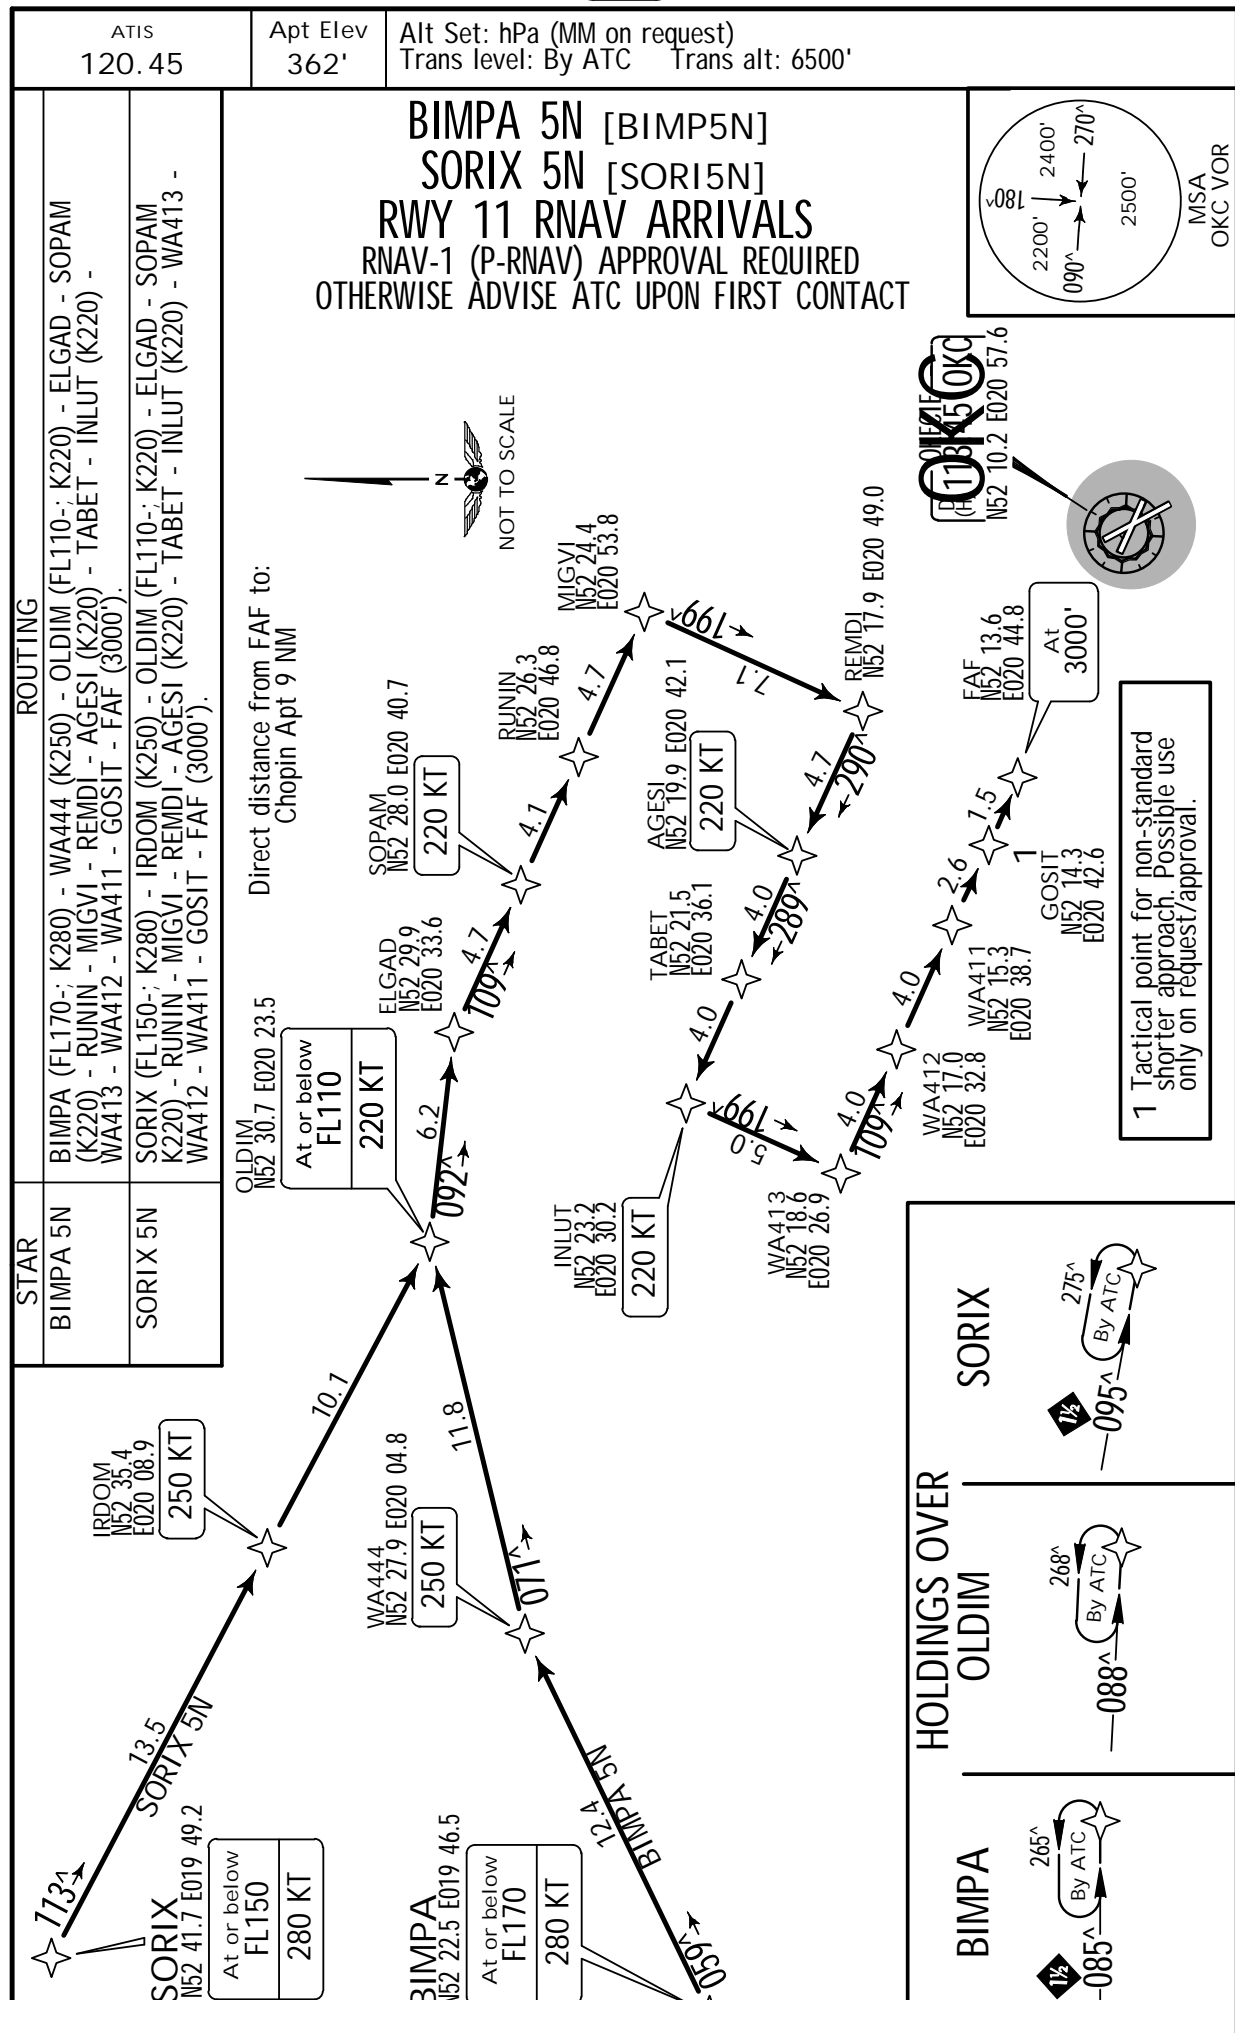 ATIS
120.45
Apt Elev
362'
Alt Set: hPa (MM on request)
Trans level: By ATC Trans alt: 6500'
BIMPA 5N [BIMP5N]
SORIX 5N [SORI5N]
RWY 11 RNAV ARRIVALS
RNAV-1 (P-RNAV) APPROVAL REQUIRED
OTHERWISE ADVISE ATC UPON FIRST CONTACT
270^
180^
090^
2400'
2200'
2500'
MSA
OKC VOR
STAR
ROUTING
BIMPA 5N
BIMPA (FL170-; K280) - WA444 (K250) - OLDIM (FL110-; K220) - ELGAD - SOPAM
(K220) - RUNIN - MIGVI - REMDI - AGESI (K220) - TABET - INLUT (K220) -
WA413 - WA412 - WA411 - GOSIT - FAF (3000').
SORIX 5N
SORIX (FL150-; K280) - IRDOM (K250) - OLDIM (FL110-; K220) - ELGAD - SOPAM
K220) - RUNIN - MIGVI - REMDI - AGESI (K220) - TABET - INLUT (K220) - WA413 -
WA412 - WA411 - GOSIT - FAF (3000').
Direct distance from FAF to:
Chopin Apt 9 NM
N
NOT TO SCALE
OKC
N52 10.2 E020 57.6
MIGVI
N52 24.4
E020 53.8
199^
7.1
REMDI
N52 17.9 E020 49.0
RUNIN
N52 26.3
E020 46.8
4.7
SOPAM
N52 28.0 E020 40.7
220 KT
4.1
AGESI
N52 19.9 E020 42.1
220 KT
4.7
290^
FAF
N52 13.6
E020 44.8
At
3000'
1.5
1
GOSIT
N52 14.3
E020 42.6
2.6
1 Tactical point for non-standard
shorter approach. Possible use
only on request/approval.
ELGAD
N52 29.9
E020 33.6
4.7
109^
TABET
N52 21.5
E020 36.1
4.0
289^
4.0
WA411
N52 15.3
E020 38.7
4.0
WA412
N52 17.0
E020 32.8
4.0
109^
OLDIM
N52 30.7 E020 23.5
At or below
FL110
220 KT
6.2
092^
INLUT
N52 23.2
E020 30.2
220 KT
199^
5.0
WA413
N52 18.6
E020 26.9
10.1
11.8
IRDOM
N52 35.4
E020 08.9
250 KT
WA444
N52 27.9 E020 04.8
250 KT
071^
13.5
SORIX 5N
12.4
BIMPA 5N
113^
SORIX
N52 41.7 E019 49.2
At or below
FL150
280 KT
BIMPA
N52 22.5 E019 46.5
At or below
FL170
280 KT
059^
HOLDINGS OVER
SORIX
275^
By ATC
095^
1½
OLDIM
268^
By ATC
088^
BIMPA
265^
By ATC
085^
1½